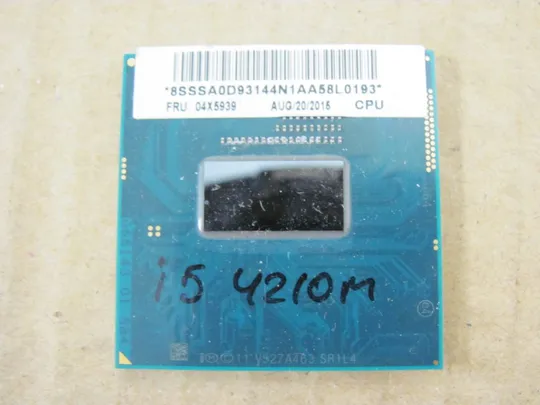 *8SSSA0D93144N1AA58L0193*
FRU 04X5939 AUG/20/2015 CPU
i5 4210M
SR1L4